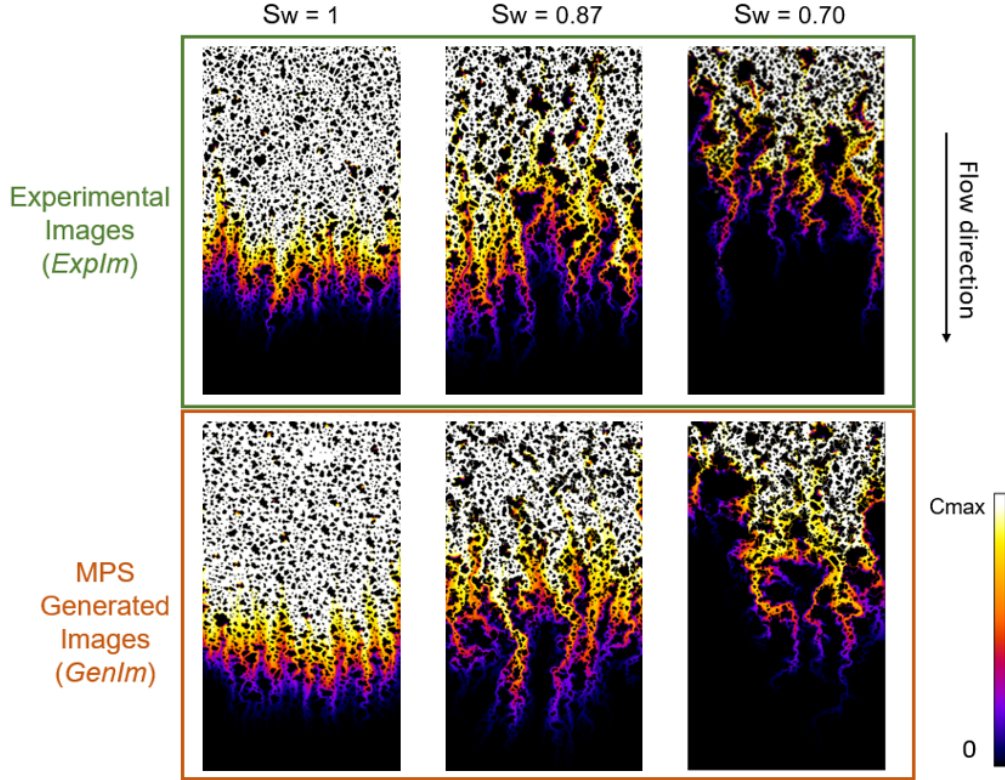 Sw = 1
Sw = 0.87
Sw = 0.70
Experimental
Images
(ExpIm)
Flow direction
MPS
Generated
Images
(GenIm)
Cmax
0